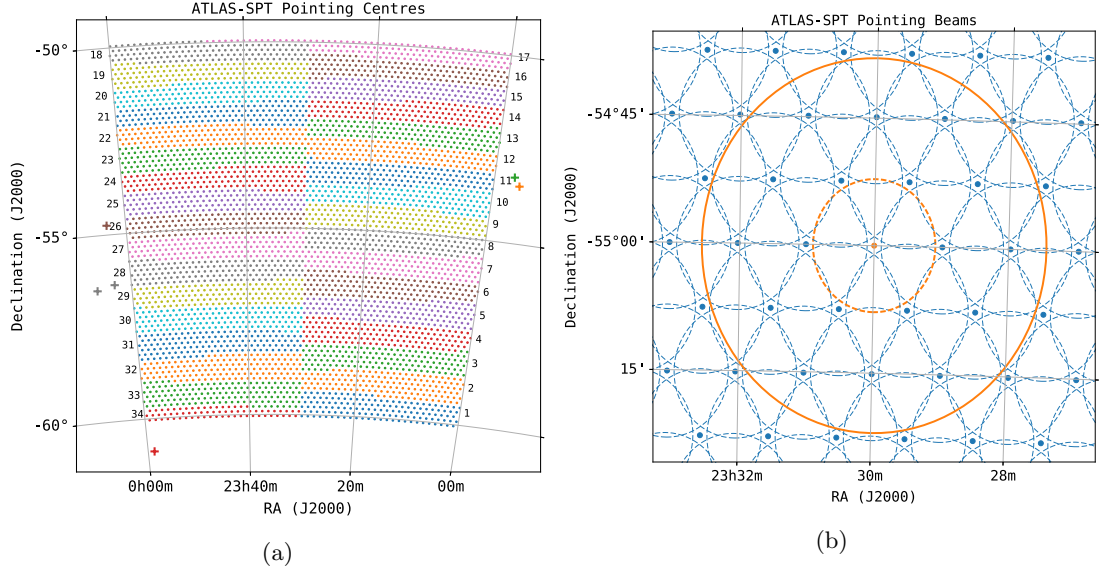 ATLAS-SPT Pointing Centres
-50°
-55°
-60°
Declination (J2000)
18
19
20
21
22
23
24
25
26
27
28
29
30
31
32
33
34
17
16
15
14
13
12
11
10
9
8
7
6
5
4
3
2
1
0h00m
23h40m
20m
00m
RA (J2000)
(a)
ATLAS-SPT Pointing Beams
-54°45'
-55°00'
15'
Declination (J2000)
23h32m
30m
28m
RA (J2000)
(b)